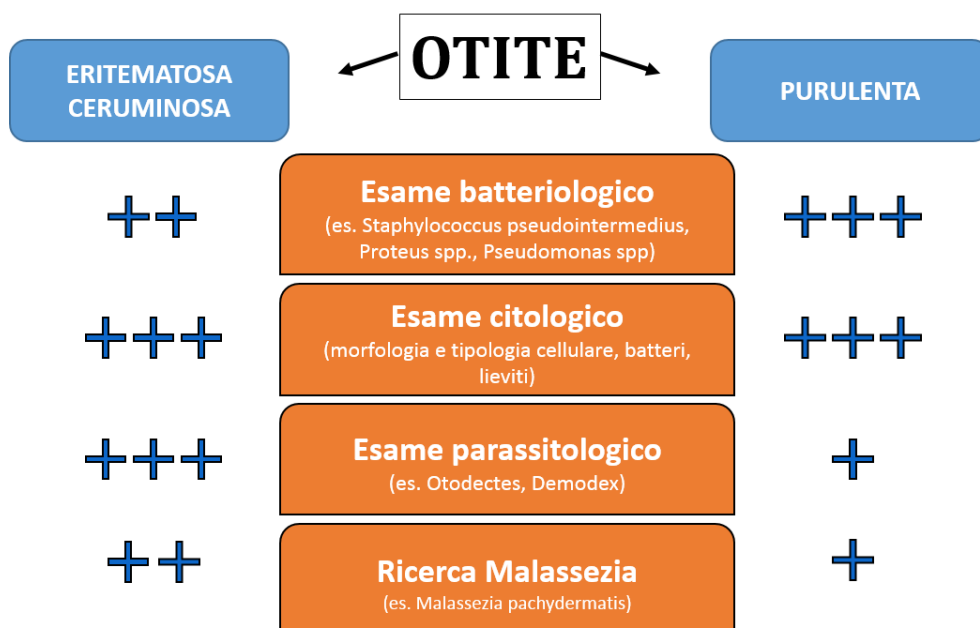 OTITE
ERITEMATOSA
CERUMINOSA
PURULENTA
++
Esame batteriologico
(es. Staphylococcus pseudointermedius,
Proteus spp., Pseudomonas spp)
+++
+++
Esame citologico
(morfologia e tipologia cellulare, batteri,
lieviti)
+++
+++
Esame parassitologico
(es. Otodectes, Demodex)
+
++
Ricerca Malassezia
(es. Malassezia pachydermatis)
+